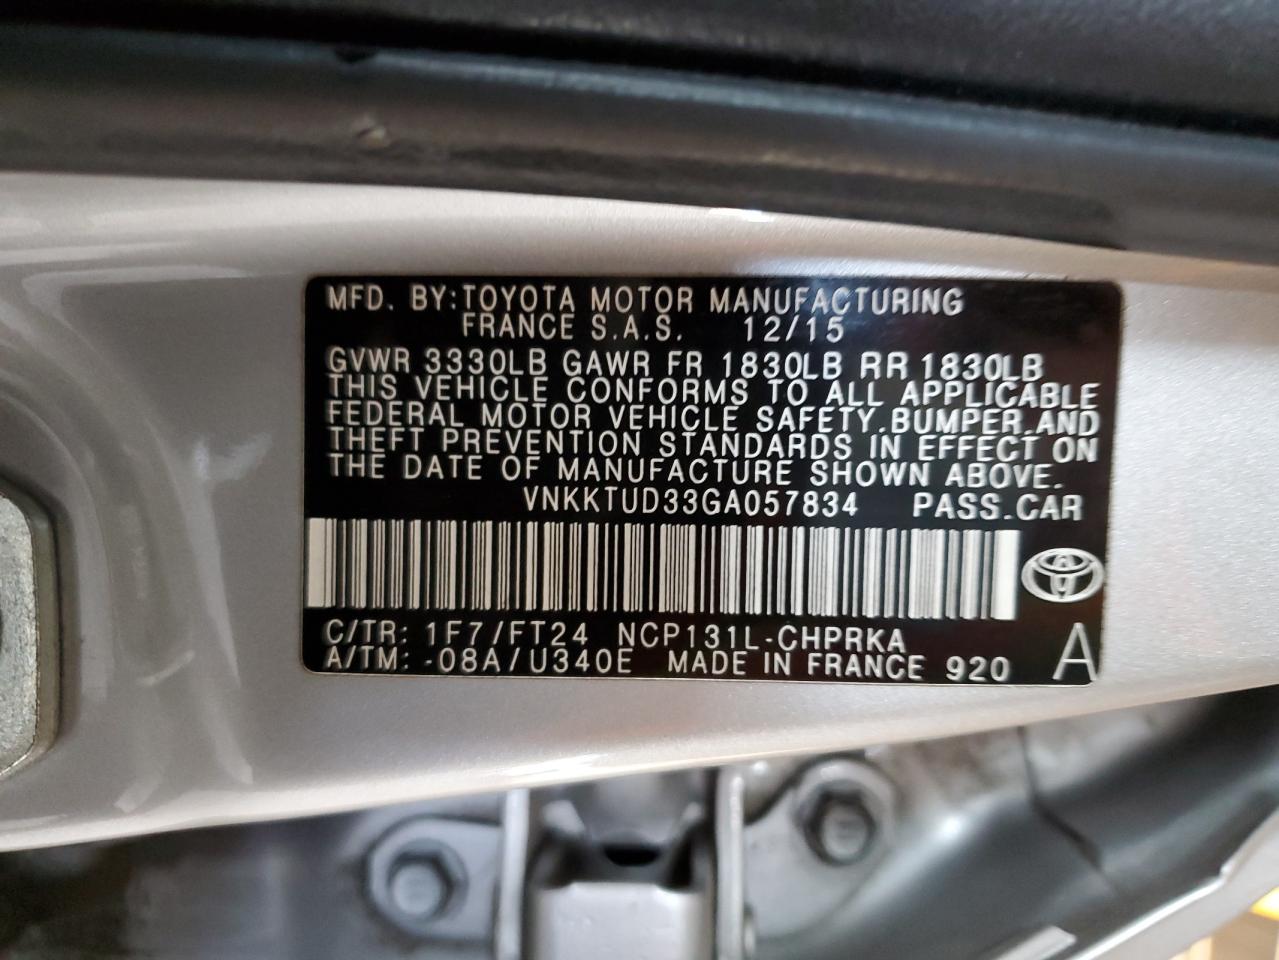 MFD. BY:TOYOTA MOTOR MANUFACTURING
FRANCE S.A.S. 12/15
GVWR 3330LB GAWR FR 1830LB RR 1830LB
THIS VEHICLE CONFORMS TO ALL APPLICABLE
FEDERAL MOTOR VEHICLE SAFETY,BUMPER,AND
THEFT PREVENTION STANDARDS IN EFFECT ON
THE DATE OF MANUFACTURE SHOWN ABOVE.
VNKKTUD33GA057834 PASS.CAR
C/TR: 1F7/FT24 NCP131L-CHPRKA
A/TM: -08A/U340E MADE IN FRANCE 920 A